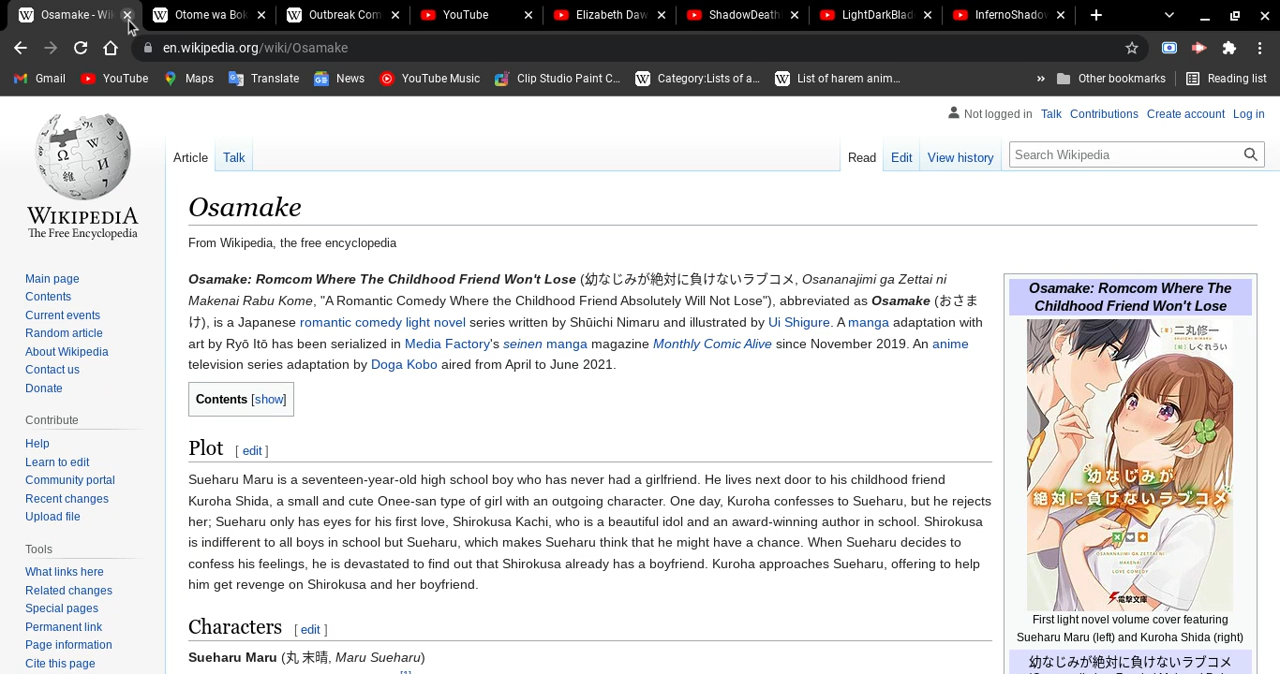 Osamake - Wi
Otome wa Bok
Outbreak Com
YouTube
Elizabeth Daw
ShadowDeath
LightDarkBlad
InfernoShadow
en.wikipedia.org/wiki/Osamake
Gmail
YouTube
Maps
Translate
News
YouTube Music
Clip Studio Paint C...
Category:Lists of a...
List of harem anim...
»
Other bookmarks
Reading list
Not logged in
Talk
Contributions
Create account
Log in
Article
Talk
Read
Edit
View history
Search Wikipedia
WIKIPEDIA
The Free Encyclopedia
Main page
Contents
Current events
Random article
About Wikipedia
Contact us
Donate
Contribute
Help
Learn to edit
Community portal
Recent changes
Upload file
Tools
What links here
Related changes
Special pages
Permanent link
Page information
Cite this page
Osamake
From Wikipedia, the free encyclopedia
Osamake: Romcom Where The Childhood Friend Won't Lose (幼なじみが絶対に負けないラブコメ, Osananajimi ga Zettai ni
Makenai Rabu Kome, "A Romantic Comedy Where the Childhood Friend Absolutely Will Not Lose"), abbreviated as Osamake (おさま
け), is a Japanese romantic comedy light novel series written by Shūichi Nimaru and illustrated by Ui Shigure. A manga adaptation with
art by Ryō Itō has been serialized in Media Factory's seinen manga magazine Monthly Comic Alive since November 2019. An anime
television series adaptation by Doga Kobo aired from April to June 2021.
Contents [show]
Plot [ edit ]
Sueharu Maru is a seventeen-year-old high school boy who has never had a girlfriend. He lives next door to his childhood friend
Kuroha Shida, a small and cute Onee-san type of girl with an outgoing character. One day, Kuroha confesses to Sueharu, but he rejects
her; Sueharu only has eyes for his first love, Shirokusa Kachi, who is a beautiful idol and an award-winning author in school. Shirokusa
is indifferent to all boys in school but Sueharu, which makes Sueharu think that he might have a chance. When Sueharu decides to
confess his feelings, he is devastated to find out that Shirokusa already has a boyfriend. Kuroha approaches Sueharu, offering to help
him get revenge on Shirokusa and her boyfriend.
Characters [ edit ]
Sueharu Maru (丸 末晴, Maru Sueharu)
Osamake: Romcom Where The
Childhood Friend Won't Lose
二丸修一
しぐれうい
幼なじみが
絶対に負けないラブコメ
OSANANAJIMI GA ZETTAI NI
MAKENAI
LOVE COMEDY
電撃文庫
First light novel volume cover featuring
Sueharu Maru (left) and Kuroha Shida (right)
幼なじみが絶対に負けないラブコメ